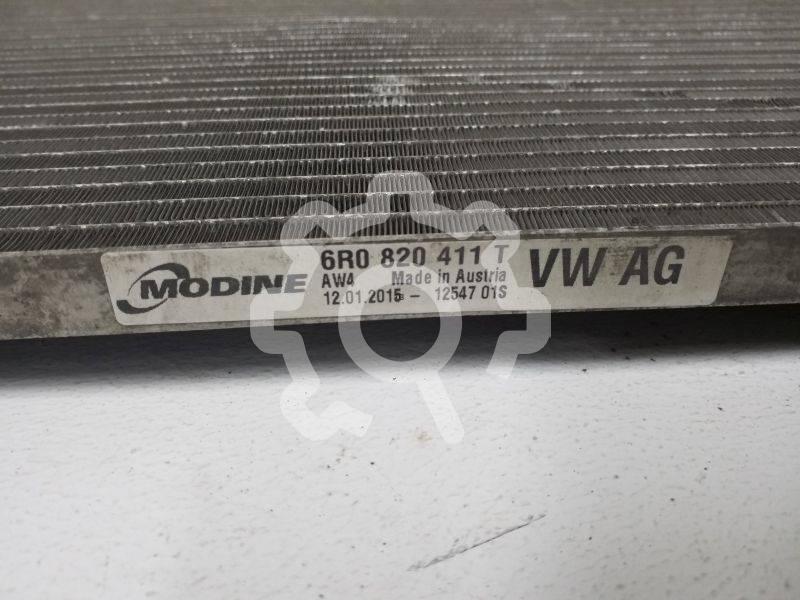 MODINE
6R0 820 411 T
AW4 Made in Austria
12.01.2015 - 12547 01S
VW AG